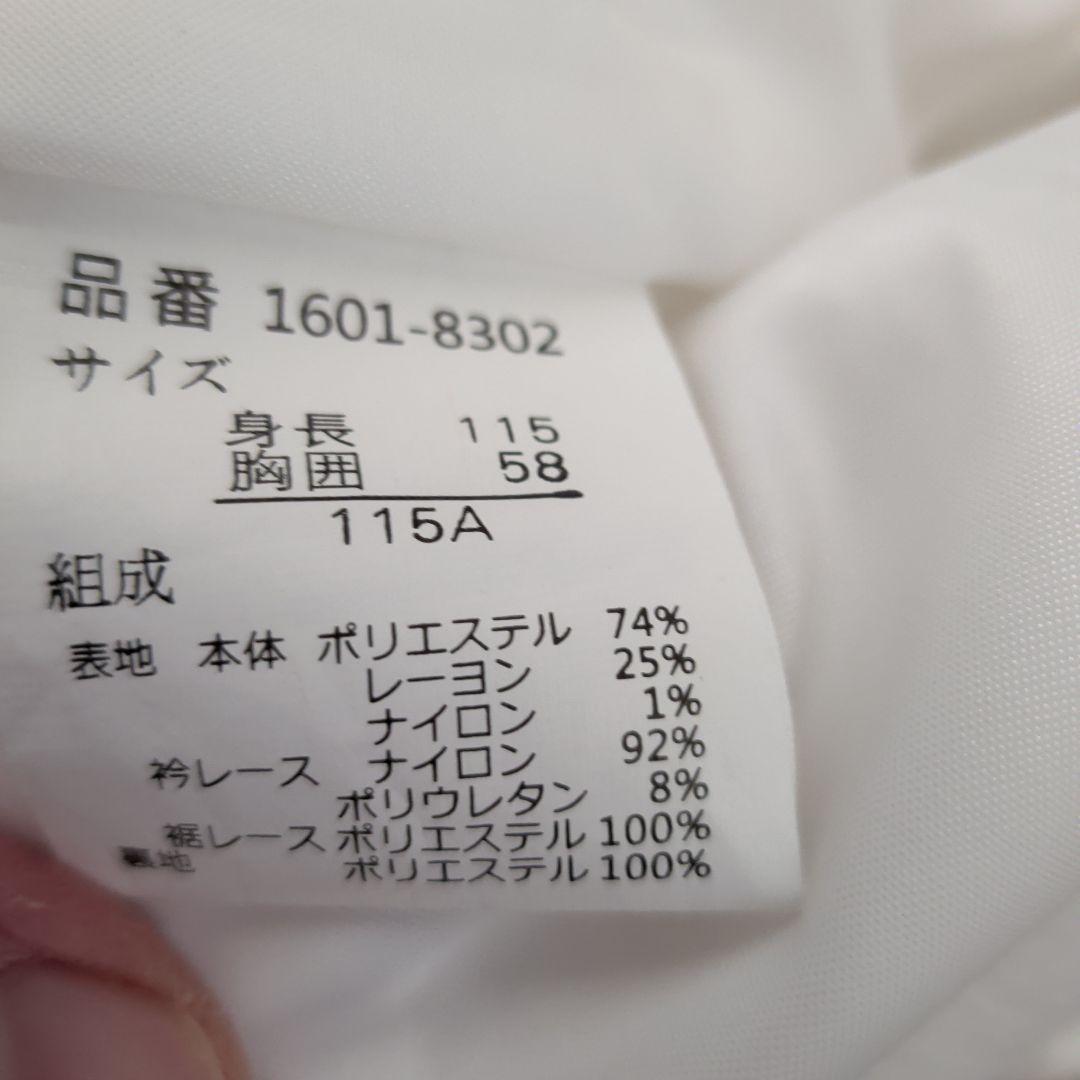 品番 1601-8302
サイズ
身長 115
胸囲 58
115A
組成
表地 本体 ポリエステル 74%
レーヨン 25%
ナイロン 1%
衿レース ナイロン 92%
ポリウレタン 8%
裾レース ポリエステル 100%
裏地 ポリエステル 100%